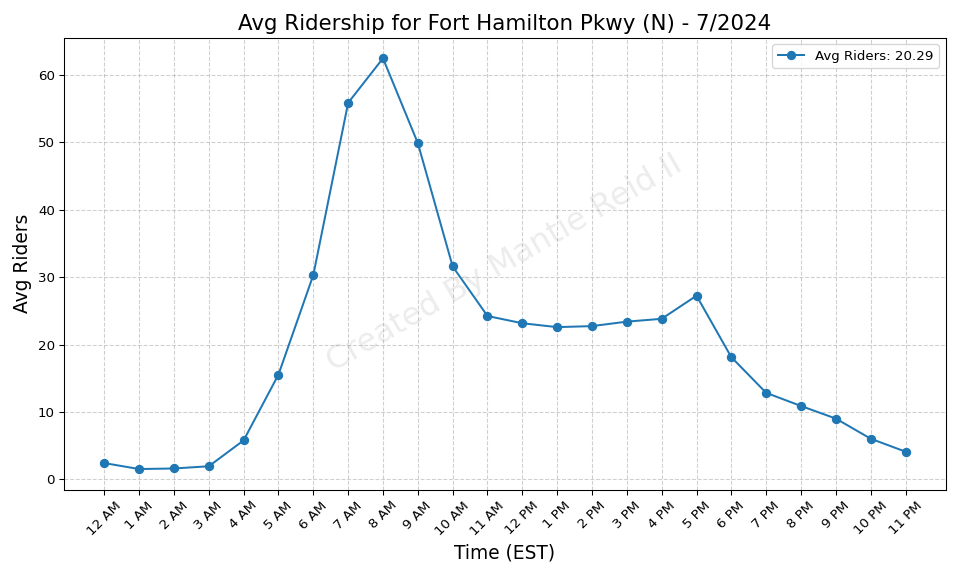 Avg Ridership for Fort Hamilton Pkwy (N) - 7/2024
Avg Riders: 20.29
Avg Riders
60
50
40
30
20
10
0
Created By Mantie Reid II
12 AM
1 AM
2 AM
3 AM
4 AM
5 AM
6 AM
7 AM
8 AM
9 AM
10 AM
11 AM
12 PM
1 PM
2 PM
3 PM
4 PM
5 PM
6 PM
7 PM
8 PM
9 PM
10 PM
11 PM
Time (EST)